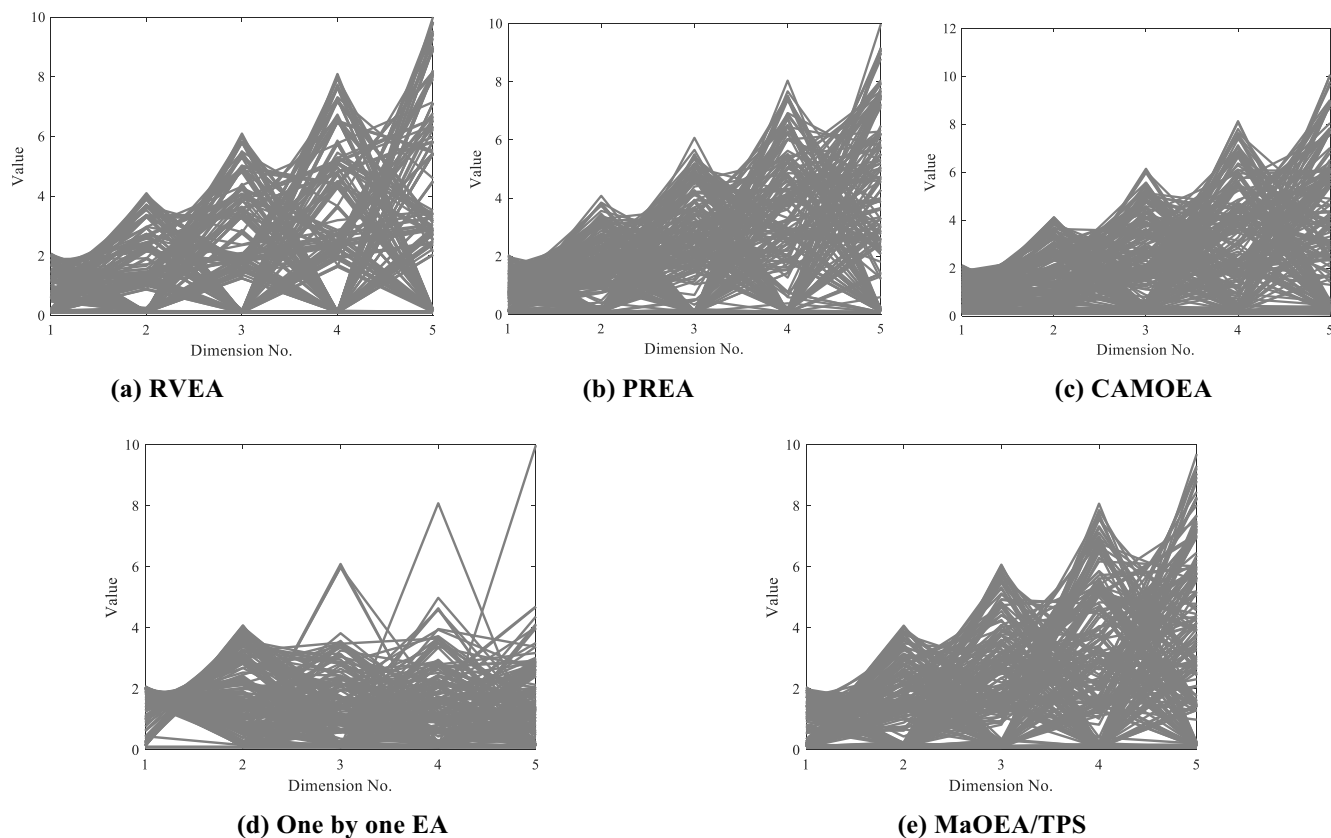 10
8
6
4
2
0
Value
1 2 3 4 5
Dimension No.
(a) RVEA
10
8
6
4
2
0
Value
1 2 3 4 5
Dimension No.
(b) PREA
12
10
8
6
4
2
0
Value
1 2 3 4 5
Dimension No.
(c) CAMOEA
10
8
6
4
2
0
Value
1 2 3 4 5
Dimension No.
(d) One by one EA
10
8
6
4
2
0
Value
1 2 3 4 5
Dimension No.
(e) MaOEA/TPS